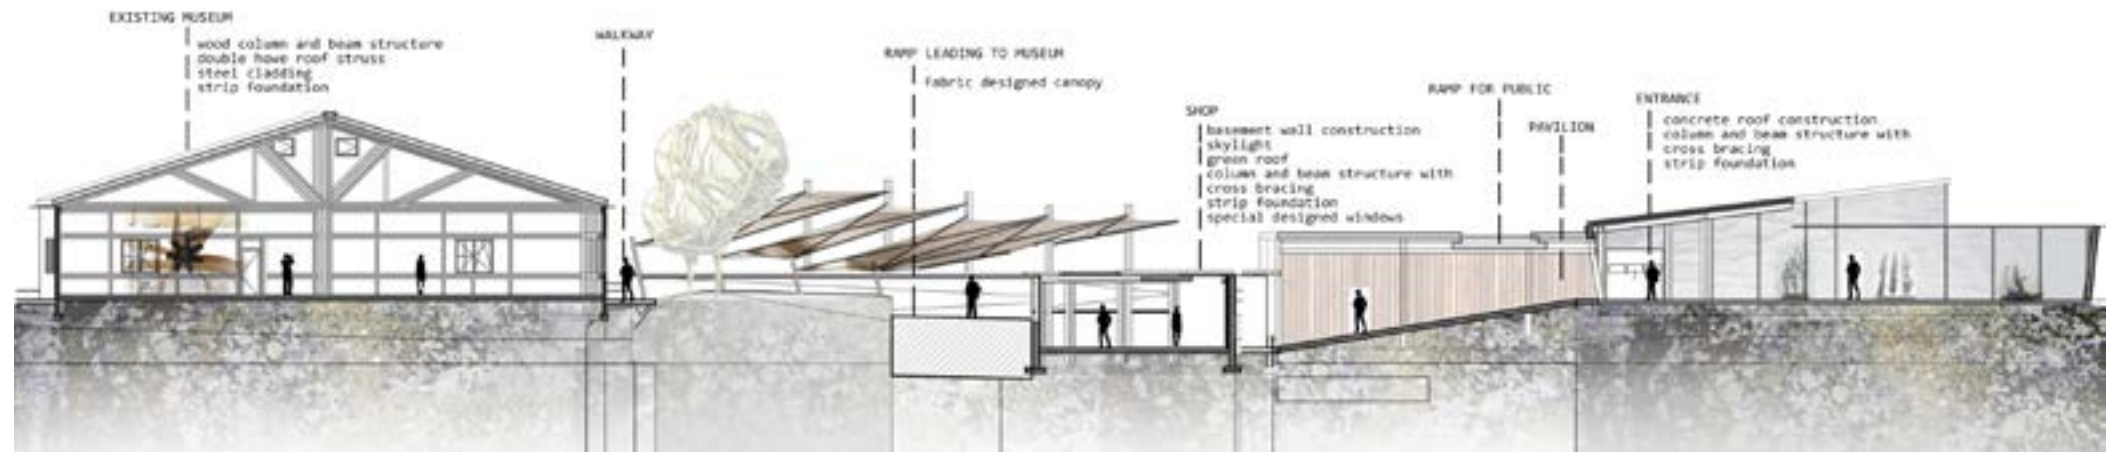 EXISTING MUSEUM
wood column and beam structure
double howe roof struss
steel cladding
strip foundation
WALKWAY
RAMP LEADING TO MUSEUM
Fabric designed canopy
SHOP
basement wall construction
skylight
green roof
column and beam structure with
cross bracing
strip foundation
special designed windows
RAMP FOR PUBLIC
PAVILION
ENTRANCE
concrete roof construction
column and beam structure with
cross bracing
strip foundation